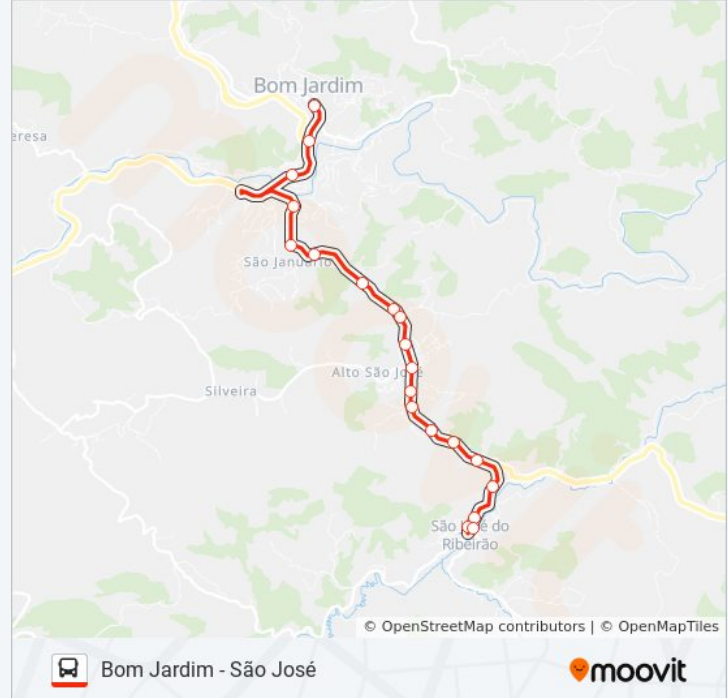 Bom Jardim
eresa
São Januário
Alto São José
Silveira
São José do
Ribeirão
© OpenStreetMap contributors | © OpenMapTiles
Bom Jardim - São José
moovit